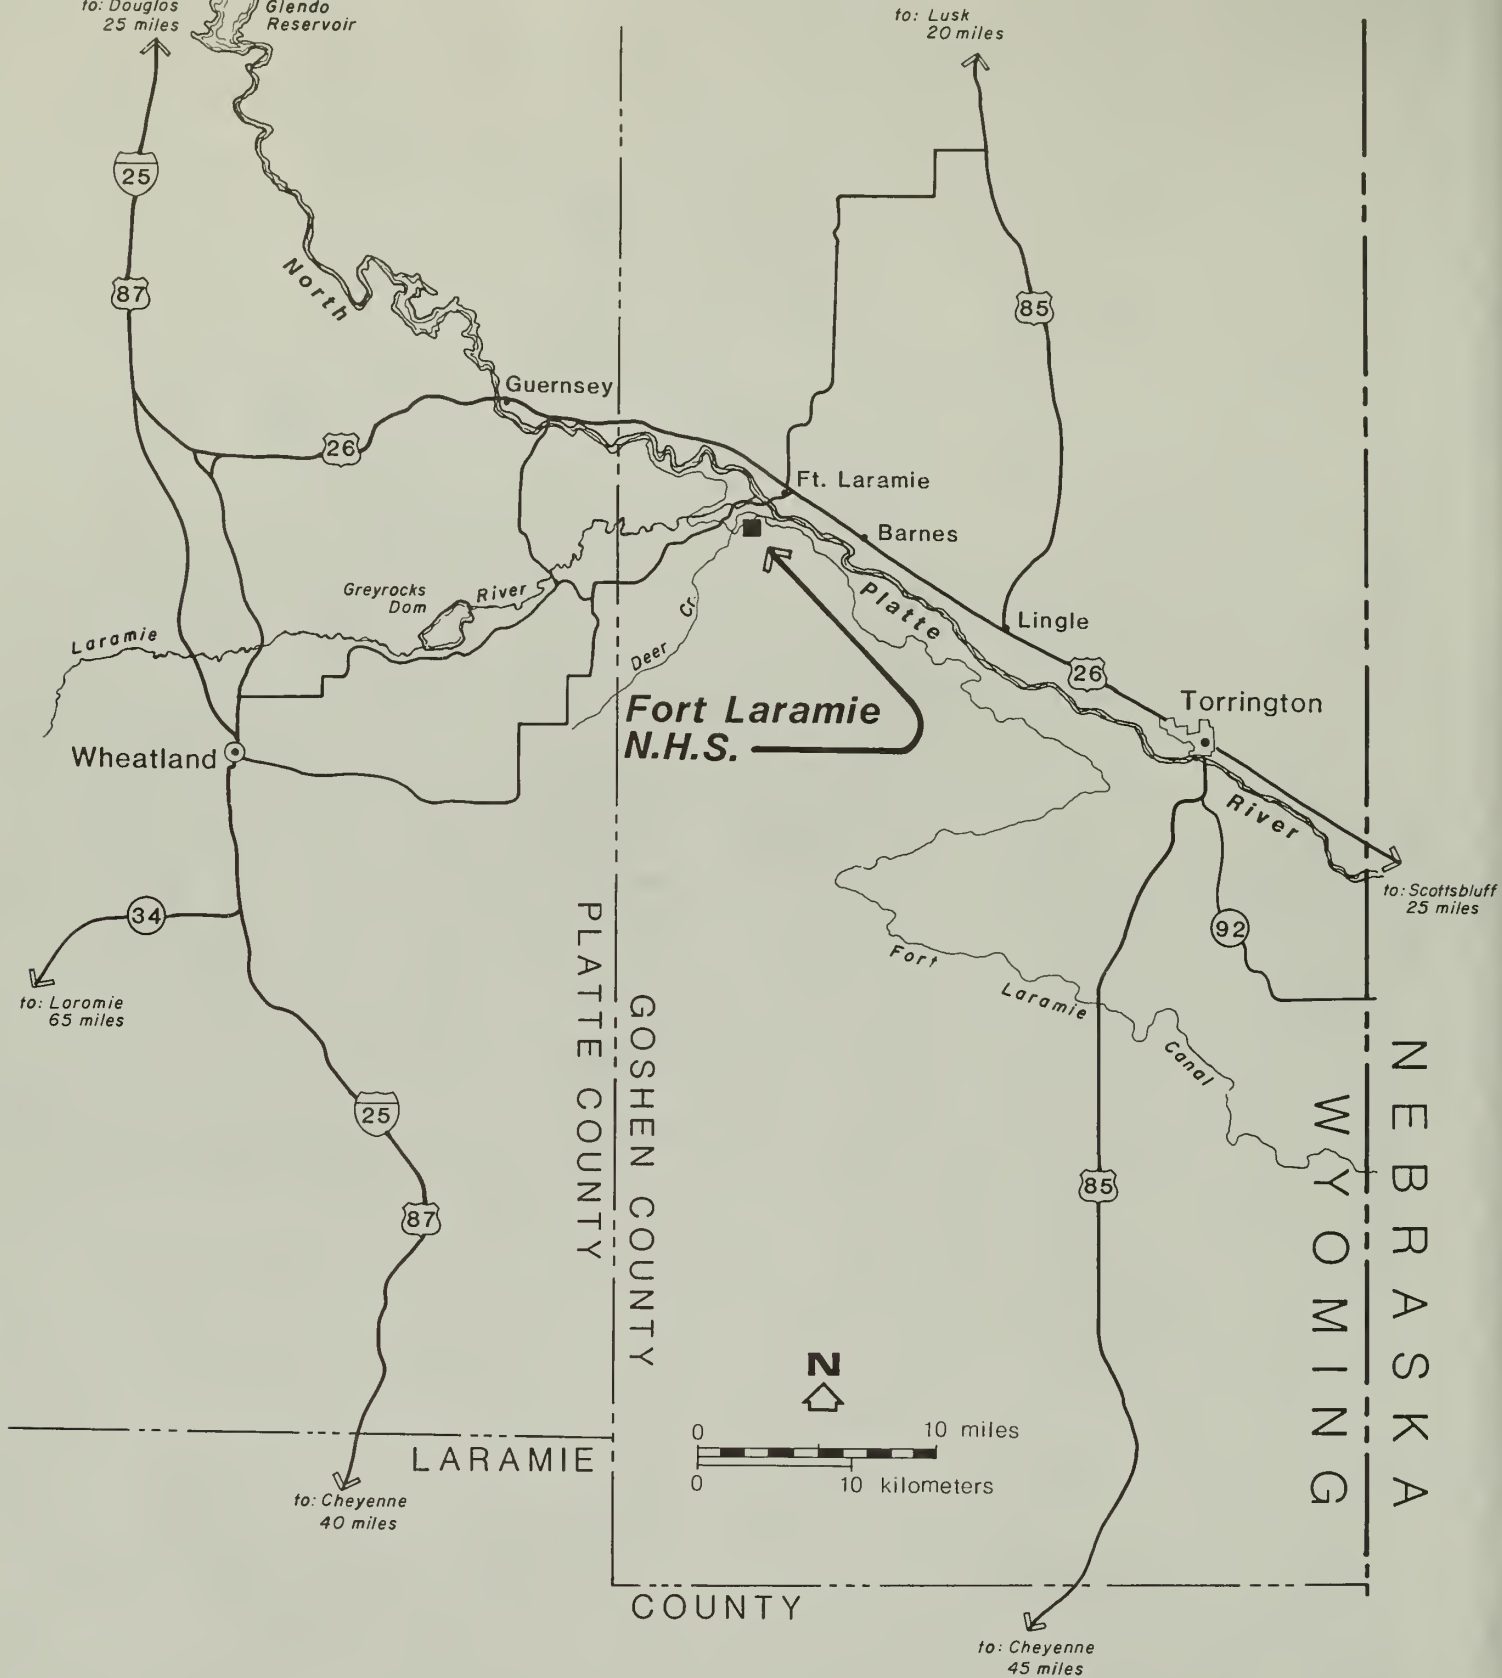 to: Douglos
25 miles
Glendo
Reservoir
to: Lusk
20 miles
25
87
North
85
Guernsey
26
Ft. Laramie
Barnes
Greyrocks
Dom
River
Laramie
Deer Cr.
Platte
Lingle
26
Fort Laramie
N.H.S.
Torrington
Wheatland
River
to: Scottsbluff
25 miles
34
92
to: Loromie
65 miles
PLATTE COUNTY
GOSHEN COUNTY
Fort Laramie Canal
NEBRASKA
WYOMING
25
87
85
N
0 10 miles
0 10 kilometers
LARAMIE
to: Cheyenne
40 miles
COUNTY
to: Cheyenne
45 miles